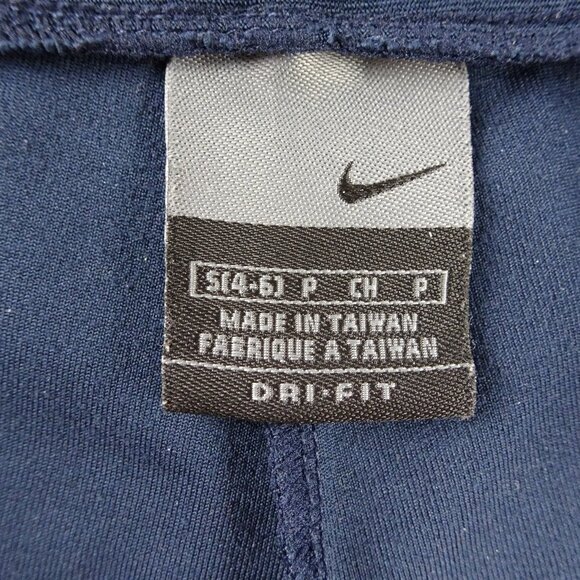 S(4-6) P CH P
MADE IN TAIWAN
FABRIQUE A TAIWAN
DRI•FIT